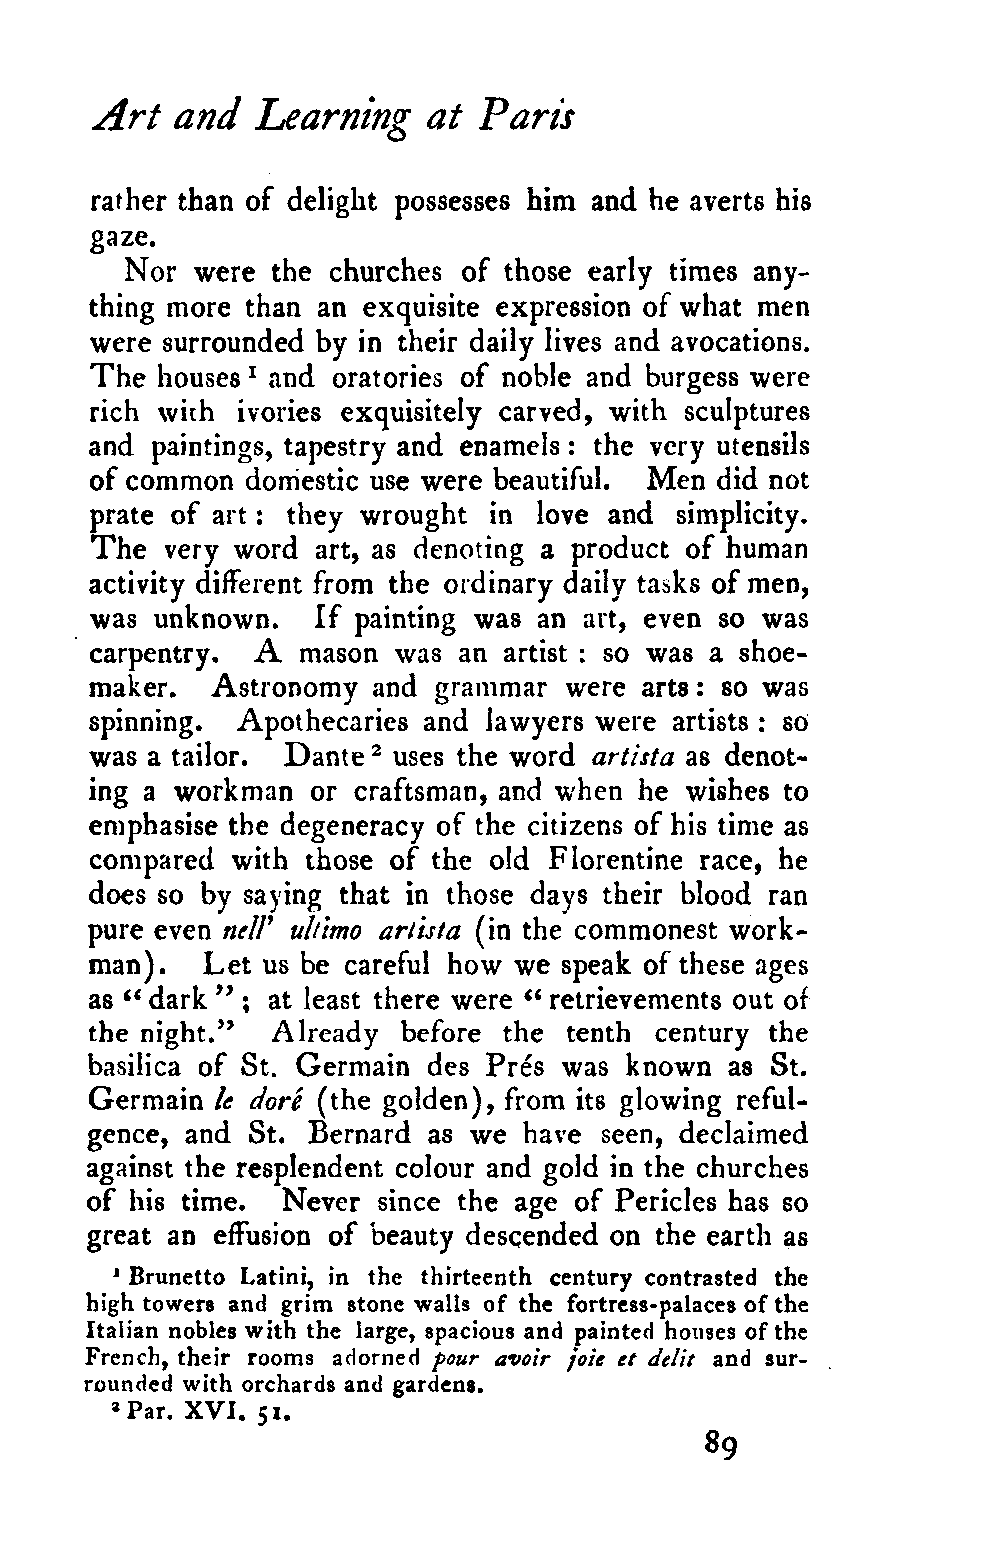 Art and Learning at Paris
rather than of delight possesses him and he averts his
gaze.
Nor were the churches of those early times any-
thing more than an exquisite expression of what men
were surrounded by in their daily lives and avocations.
The houses ¹ and oratories of noble and burgess were
rich with ivories exquisitely carved, with sculptures
and paintings, tapestry and enamels : the very utensils
of common domestic use were beautiful. Men did not
prate of art : they wrought in love and simplicity.
The very word art, as denoting a product of human
activity different from the ordinary daily tasks of men,
was unknown. If painting was an art, even so was
carpentry. A mason was an artist : so was a shoe-
maker. Astronomy and grammar were arts : so was
spinning. Apothecaries and lawyers were artists : so
was a tailor. Dante ² uses the word artista as denot-
ing a workman or craftsman, and when he wishes to
emphasise the degeneracy of the citizens of his time as
compared with those of the old Florentine race, he
does so by saying that in those days their blood ran
pure even nell' ultimo artista (in the commonest work-
man). Let us be careful how we speak of these ages
as “ dark ” ; at least there were “ retrievements out of
the night.” Already before the tenth century the
basilica of St. Germain des Prés was known as St.
Germain le doré (the golden), from its glowing reful-
gence, and St. Bernard as we have seen, declaimed
against the resplendent colour and gold in the churches
of his time. Never since the age of Pericles has so
great an effusion of beauty descended on the earth as
¹ Brunetto Latini, in the thirteenth century contrasted the
high towers and grim stone walls of the fortress-palaces of the
Italian nobles with the large, spacious and painted houses of the
French, their rooms adorned pour avoir joie et delit and sur-
rounded with orchards and gardens.
² Par. XVI. 51.
89